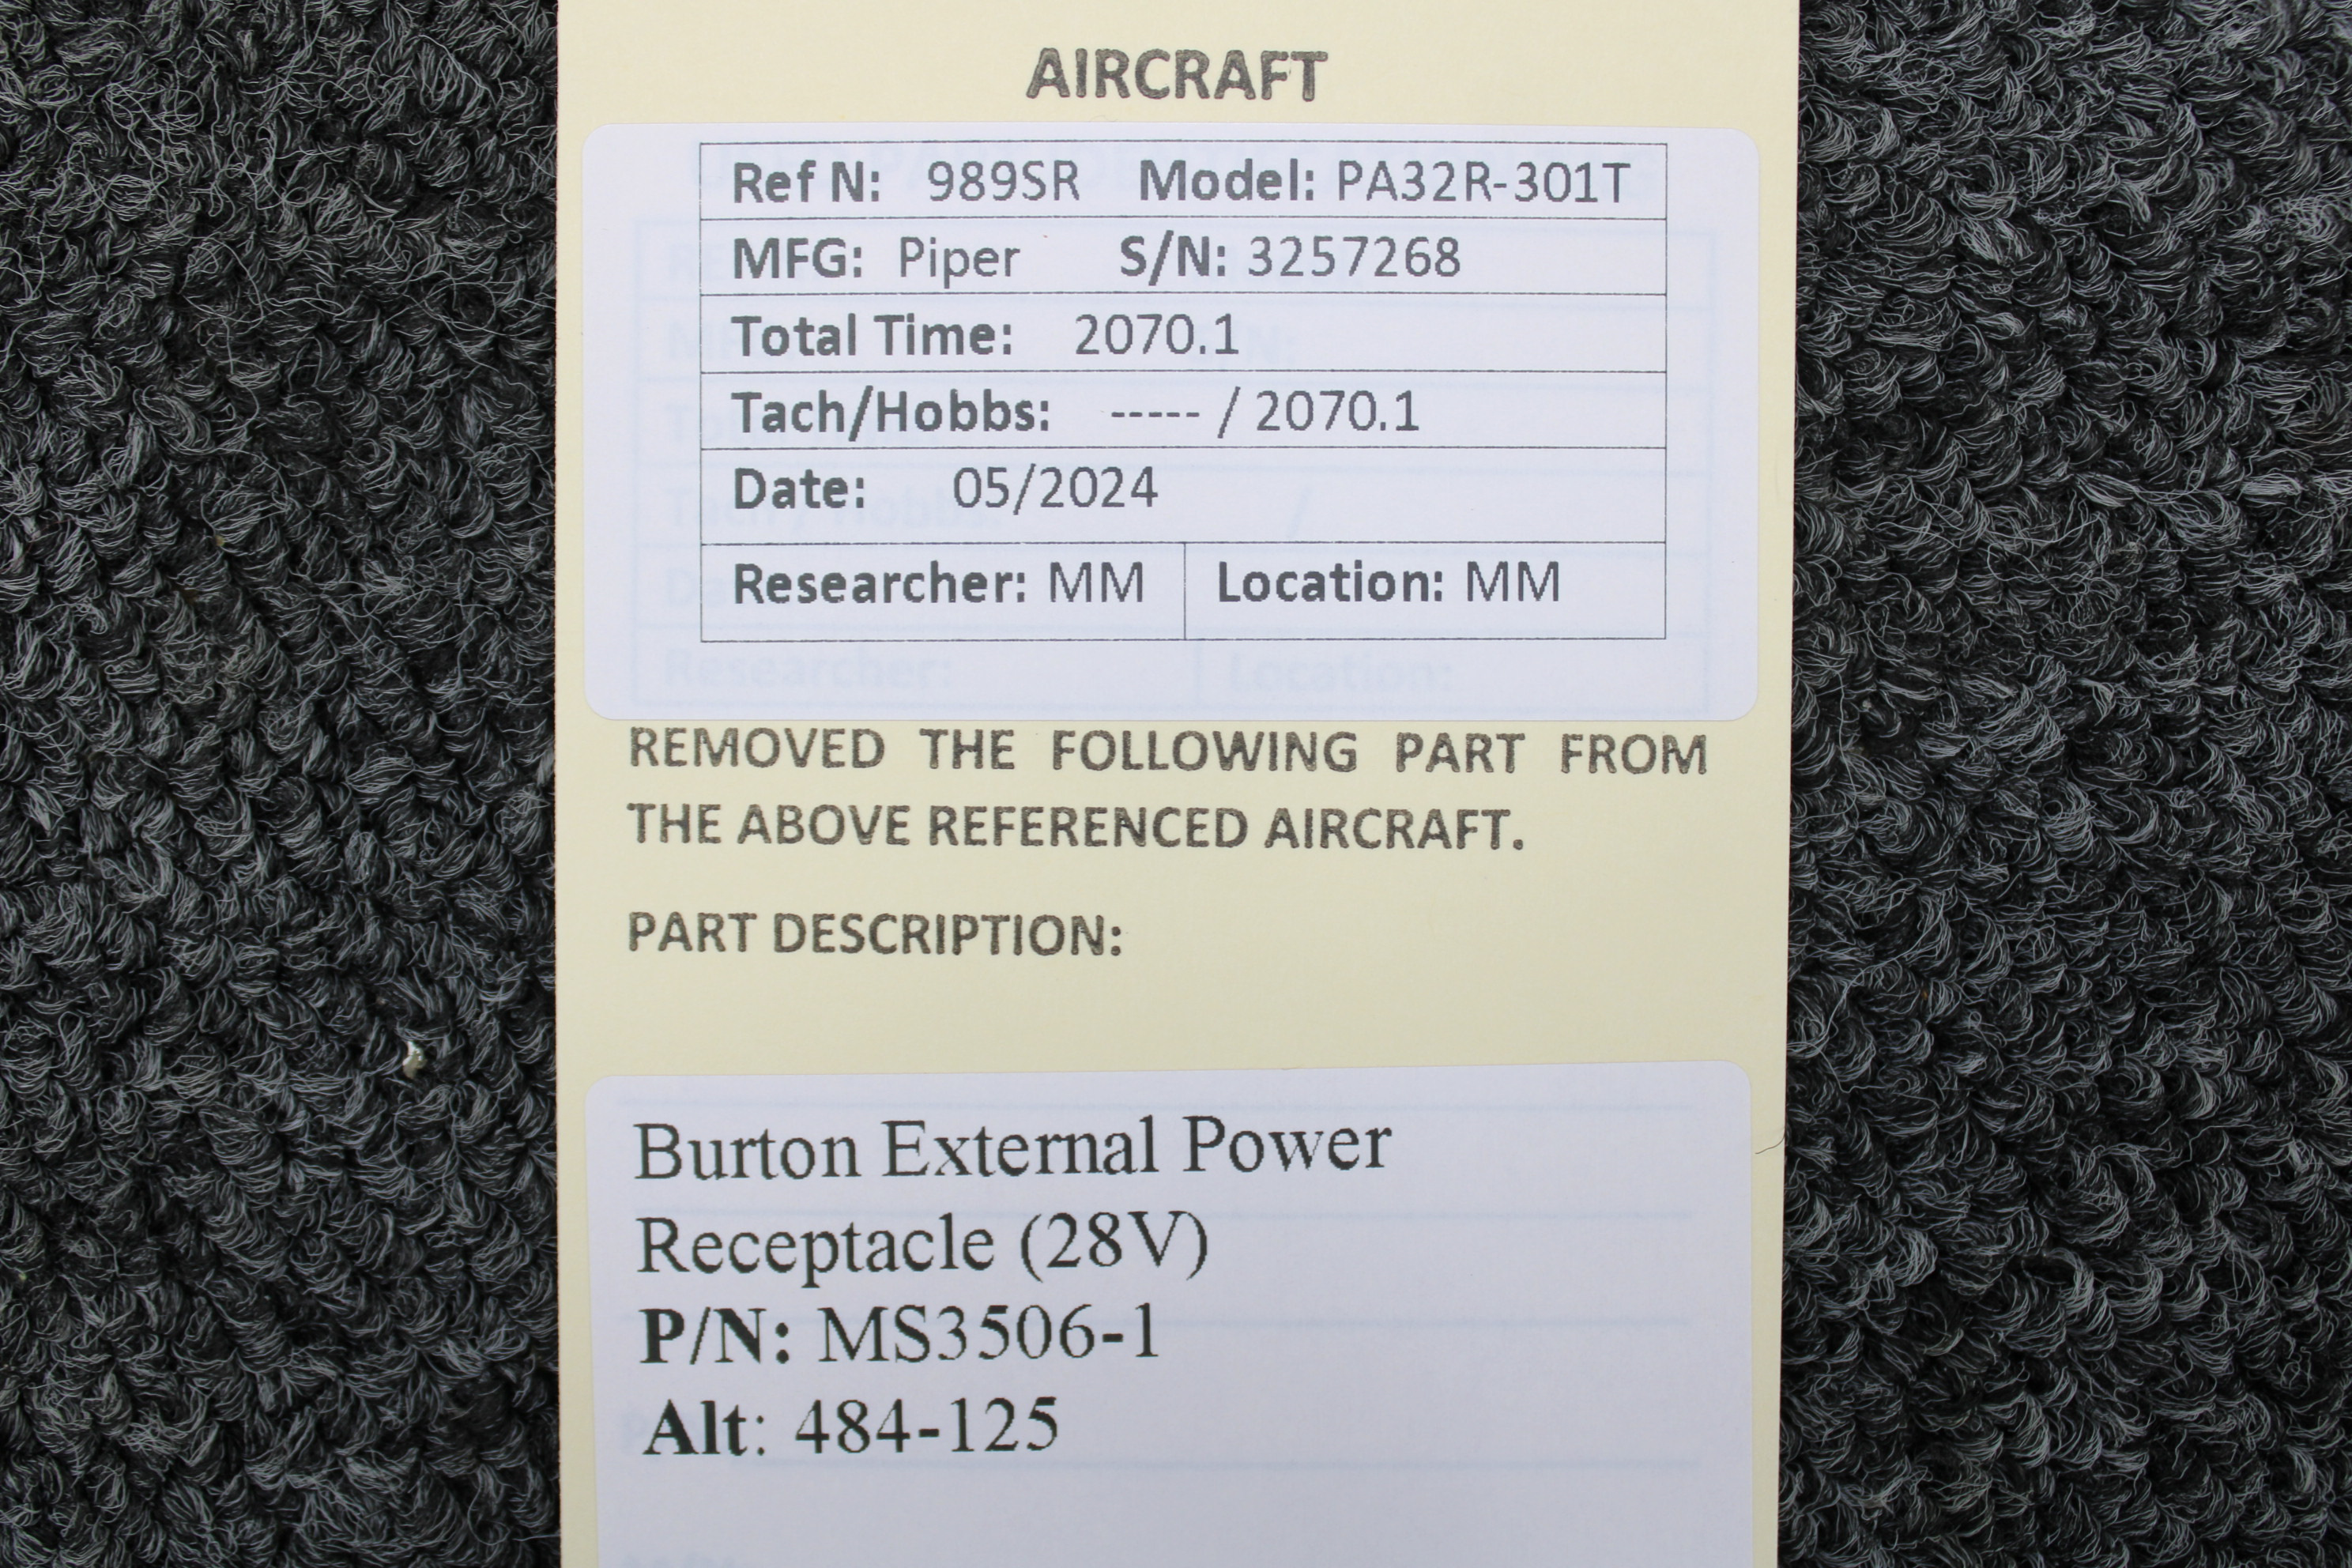 AIRCRAFT
Ref N: 989SR Model: PA32R-301T
MFG: Piper S/N: 3257268
Total Time: 2070.1
Tach/Hobbs: ----- / 2070.1
Date: 05/2024
Researcher: MM Location: MM
Researcher: Location:
REMOVED THE FOLLOWING PART FROM
THE ABOVE REFERENCED AIRCRAFT.
PART DESCRIPTION:
Burton External Power
Receptacle (28V)
P/N: MS3506-1
Alt: 484-125